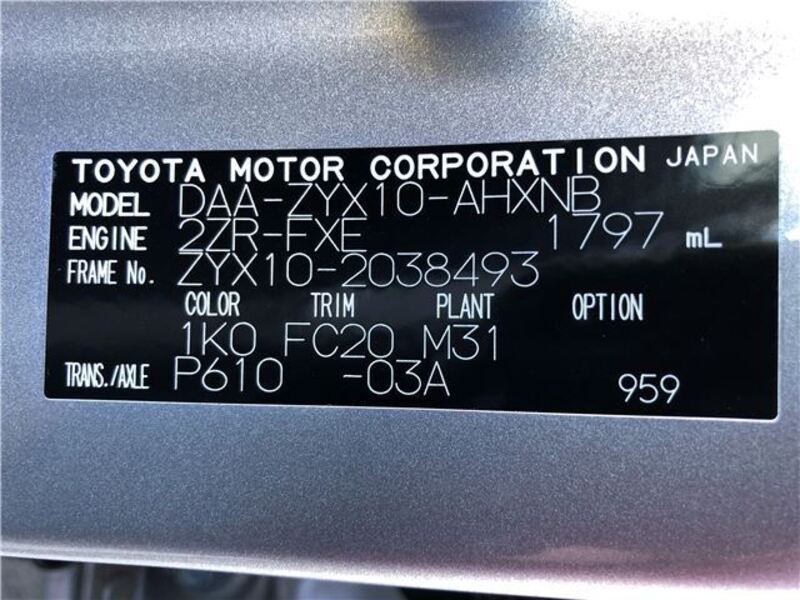 TOYOTA MOTOR CORPORATION JAPAN
MODEL DAA-ZYX10-AHXNB
ENGINE 2ZR-FXE 1797 mL
FRAME No. ZYX10-2038493
COLOR TRIM PLANT OPTION
1K0 FC20 M31
TRANS./AXLE P610 -03A 959